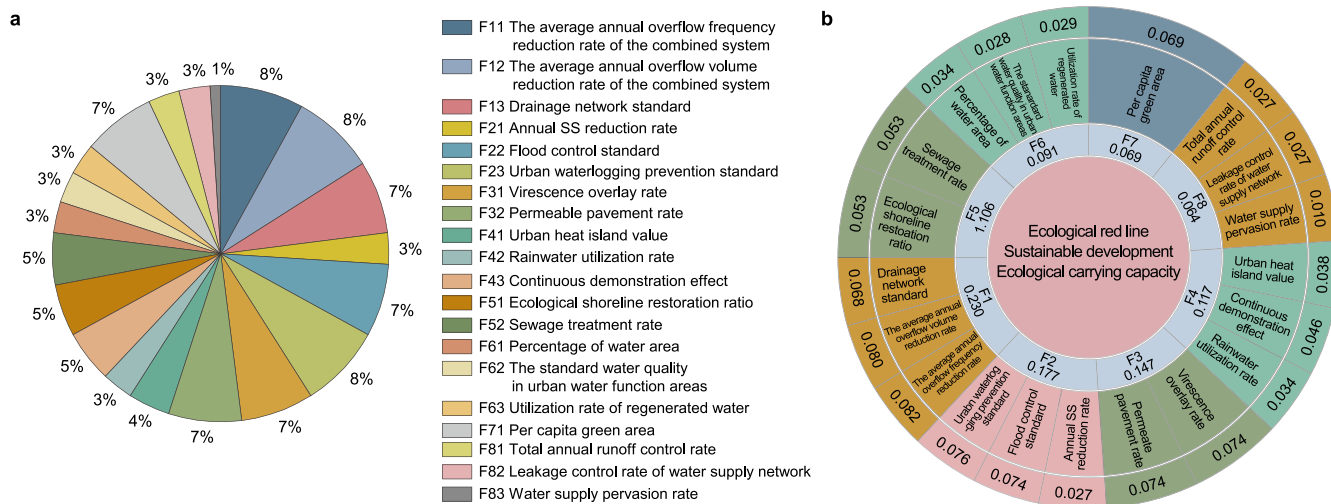 a
8%
8%
7%
3%
7%
8%
7%
7%
4%
3%
5%
5%
5%
3%
3%
3%
7%
3%
3%
1%
F11 The average annual overflow frequency
reduction rate of the combined system
F12 The average annual overflow volume
reduction rate of the combined system
F13 Drainage network standard
F21 Annual SS reduction rate
F22 Flood control standard
F23 Urban waterlogging prevention standard
F31 Virescence overlay rate
F32 Permeable pavement rate
F41 Urban heat island value
F42 Rainwater utilization rate
F43 Continuous demonstration effect
F51 Ecological shoreline restoration ratio
F52 Sewage treatment rate
F61 Percentage of water area
F62 The standard water quality
in urban water function areas
F63 Utilization rate of regenerated water
F71 Per capita green area
F81 Total annual runoff control rate
F82 Leakage control rate of water supply network
F83 Water supply pervasion rate
b
Ecological red line
Sustainable development
Ecological carrying capacity
F7
0.069
F8
0.064
F4
0.117
F3
0.147
F2
0.177
F1
0.230
F5
1.106
F6
0.091
Per capita
green area
0.069
Total annual
runoff control
rate
0.027
Leakage control
rate of water
supply network
0.027
Water supply
pervasion rate
0.010
Urban heat
island value
0.038
Continuous
demonstration
effect
0.046
Rainwater
utilization rate
0.034
Virescence
overlay rate
0.074
Permeate
pavement rate
0.074
Annual SS
reduction rate
0.027
Flood control
standard
0.074
Urabn waterlog
-ging prevention
standard
0.076
The average annual
overflow frequency
reduction rate
0.082
The average annual
overflow volume
reduction rate
0.080
Drainage
network
standard
0.068
Ecological
shoreline
restoation
ratio
0.053
Sewage
treatment rate
0.053
Percentage of
water area
0.034
The stanardard
water quality in urban
water function areas
0.028
Utilization rate of
regenerated
water
0.029